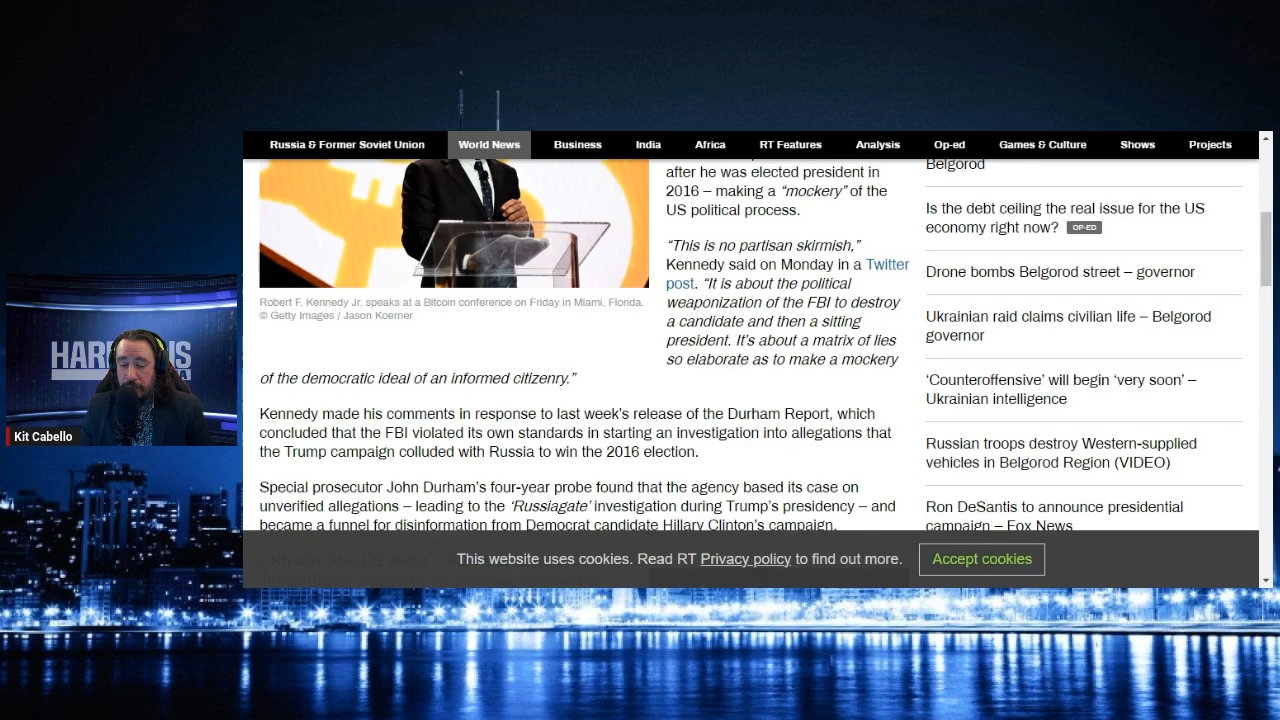 Russia & Former Soviet Union
World News
Business
India
Africa
RT Features
Analysis
Op-ed
Games & Culture
Shows
Projects
after he was elected president in
2016 – making a “mockery” of the
US political process.
“This is no partisan skirmish,”
Kennedy said on Monday in a Twitter
post. “It is about the political
weaponization of the FBI to destroy
a candidate and then a sitting
president. It’s about a matrix of lies
so elaborate as to make a mockery
of the democratic ideal of an informed citizenry.”
Robert F. Kennedy Jr. speaks at a Bitcoin conference on Friday in Miami, Florida.
© Getty Images / Jason Koerner
Kennedy made his comments in response to last week’s release of the Durham Report, which
concluded that the FBI violated its own standards in starting an investigation into allegations that
the Trump campaign colluded with Russia to win the 2016 election.
Special prosecutor John Durham’s four-year probe found that the agency based its case on
unverified allegations – leading to the ‘Russiagate’ investigation during Trump’s presidency – and
became a funnel for disinformation from Democrat candidate Hillary Clinton’s campaign.
Belgorod
Is the debt ceiling the real issue for the US
economy right now? OP-ED
Drone bombs Belgorod street – governor
Ukrainian raid claims civilian life – Belgorod
governor
‘Counteroffensive’ will begin ‘very soon’ –
Ukrainian intelligence
Russian troops destroy Western-supplied
vehicles in Belgorod Region (VIDEO)
Ron DeSantis to announce presidential
campaign – Fox News
This website uses cookies. Read RT Privacy policy to find out more.
Accept cookies
Kit Cabello